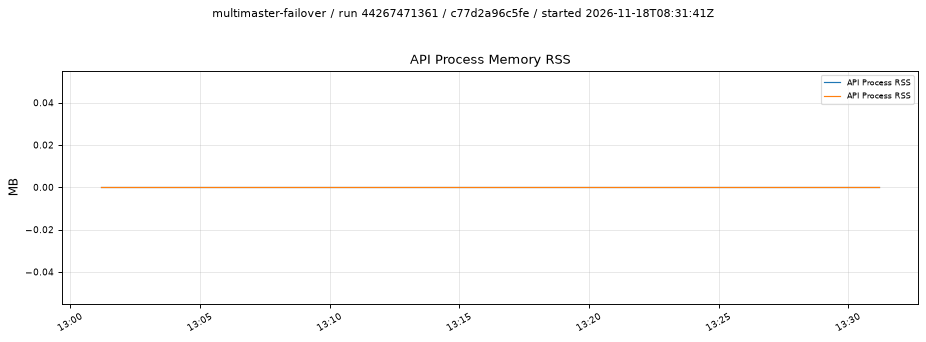 multimaster-failover / run 44267471361 / c77d2a96c5fe / started 2026-11-18T08:31:41Z
API Process Memory RSS
API Process RSS
API Process RSS
MB
0.04
0.02
0.00
−0.02
−0.04
13:00
13:05
13:10
13:15
13:20
13:25
13:30